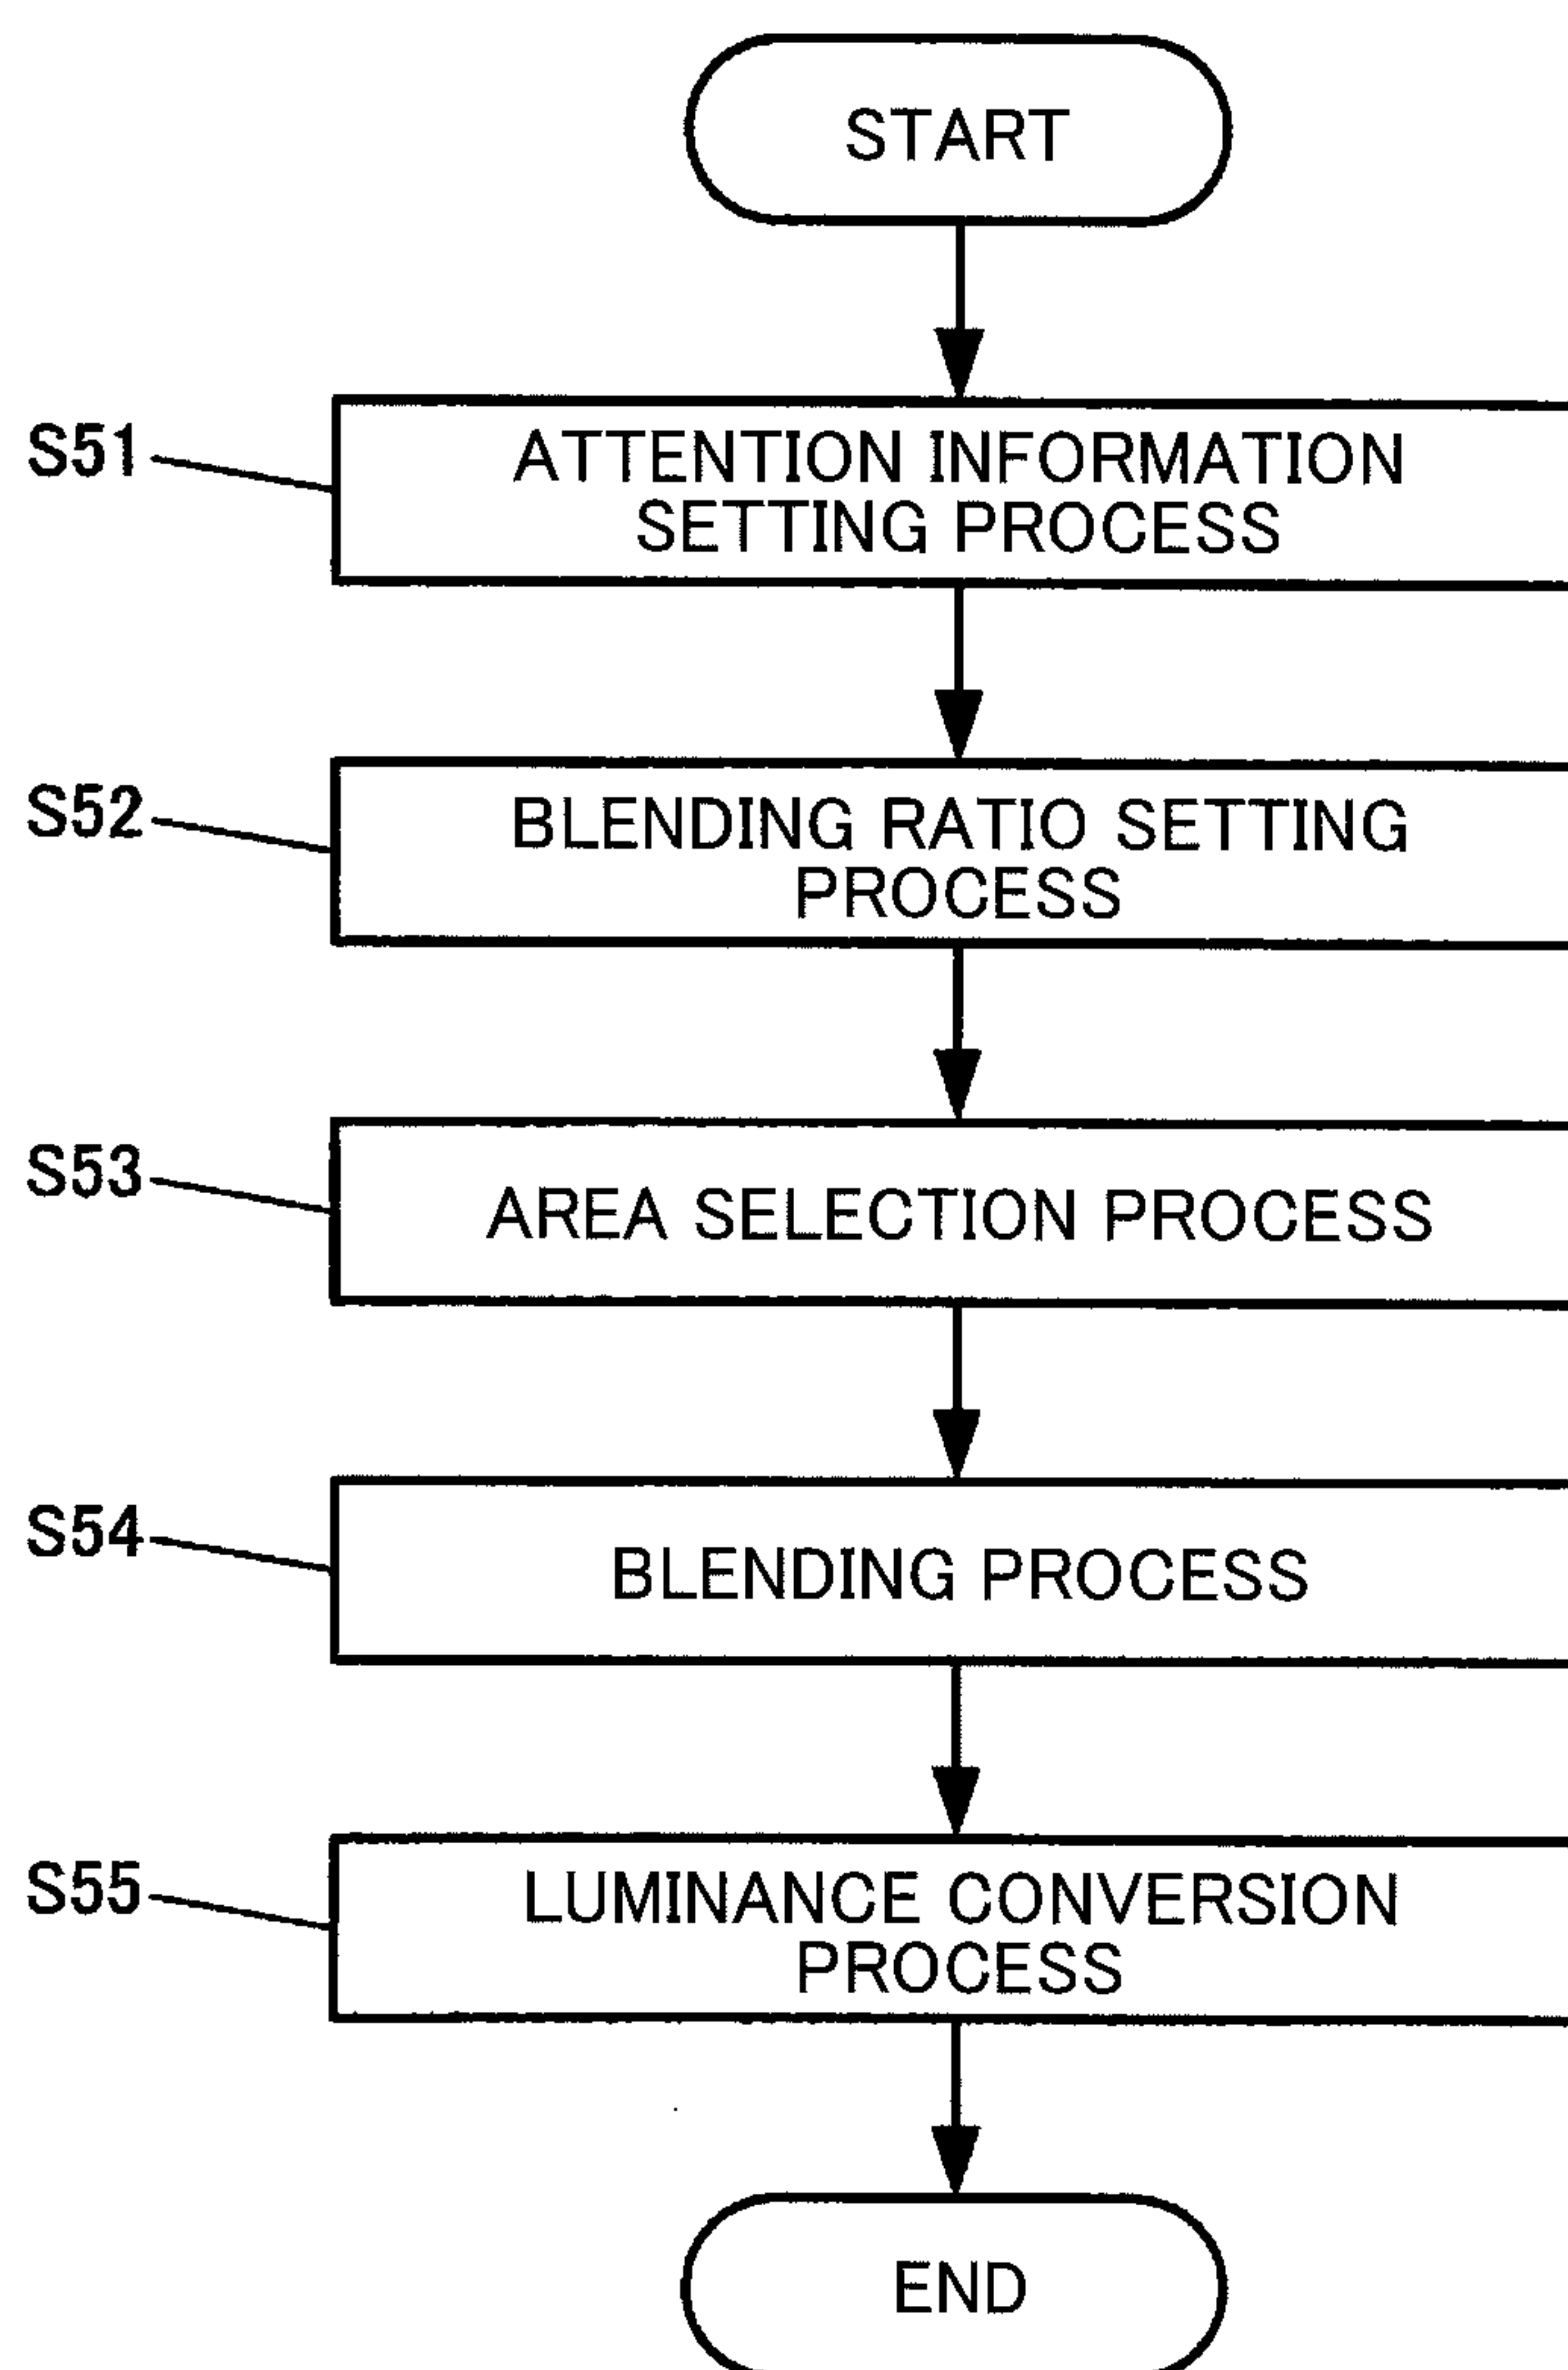 START
S51
ATTENTION INFORMATION
SETTING PROCESS
S52
BLENDING RATIO SETTING
PROCESS
S53
AREA SELECTION PROCESS
S54
BLENDING PROCESS
S55
LUMINANCE CONVERSION
PROCESS
END